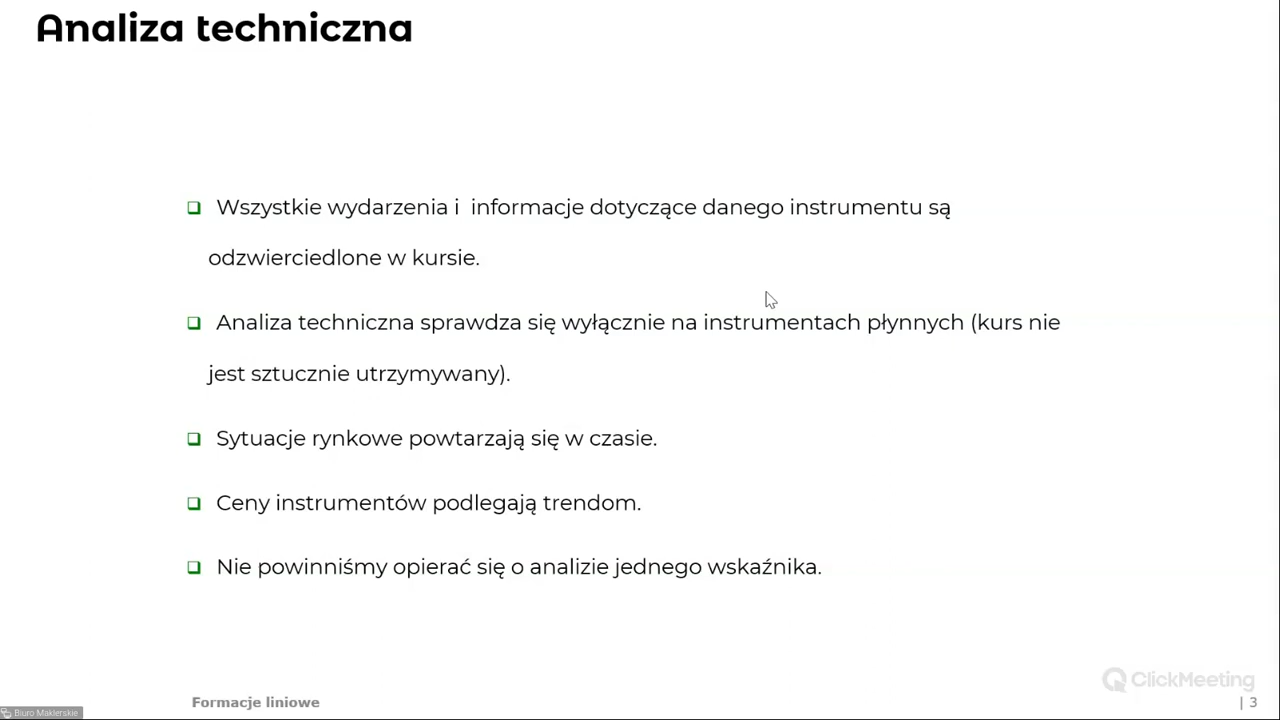 Analiza techniczna
❑ Wszystkie wydarzenia i  informacje dotyczące danego instrumentu są
odzwierciedlone w kursie.
❑ Analiza techniczna sprawdza się wyłącznie na instrumentach płynnych (kurs nie
jest sztucznie utrzymywany).
❑ Sytuacje rynkowe powtarzają się w czasie.
❑ Ceny instrumentów podlegają trendom.
❑ Nie powinniśmy opierać się o analizie jednego wskaźnika.
ClickMeeting
Formacje liniowe | 3
Biuro Maklerskie